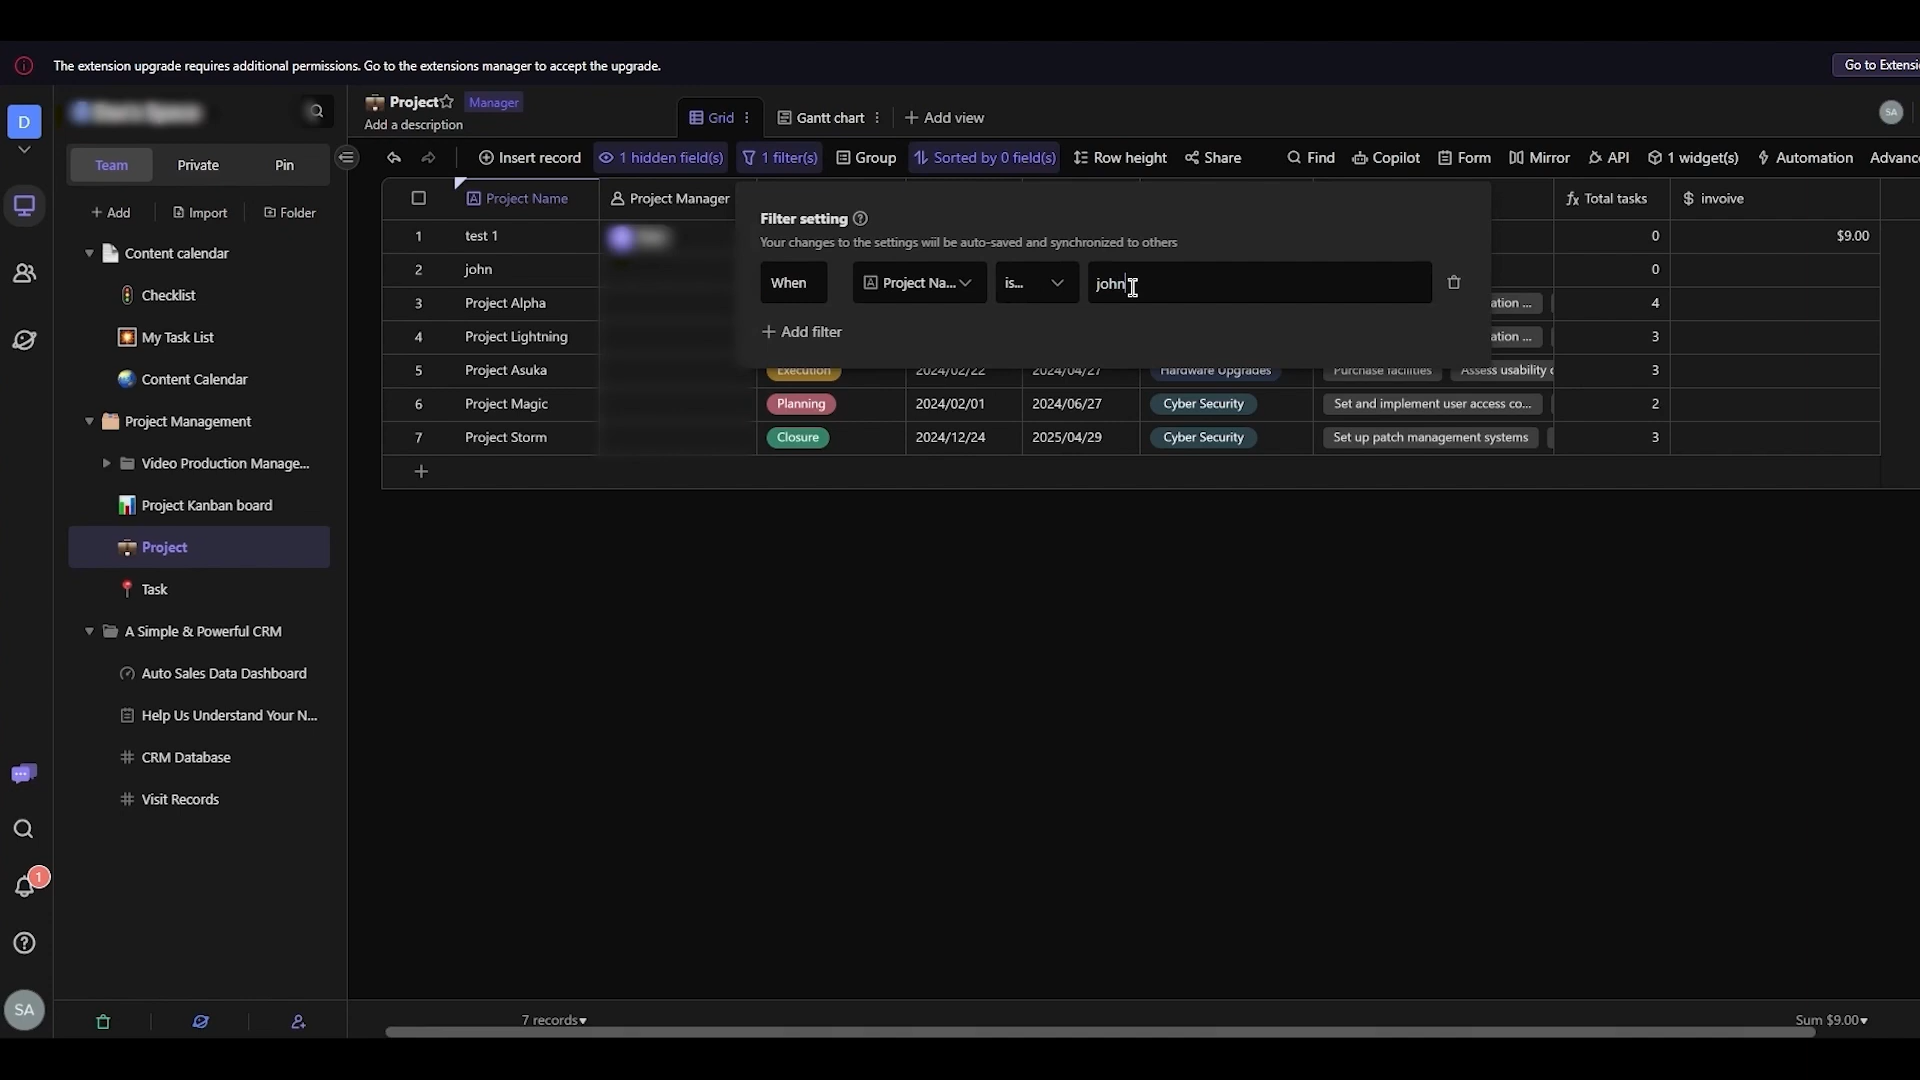 The extension upgrade requires additional permissions. Go to the extensions manager to accept the upgrade.
Go to Extensi
D
Team
Private
Pin
Add
Import
Folder
Content calendar
Checklist
My Task List
Content Calendar
Project Management
Video Production Manage...
Project Kanban board
Project
Task
A Simple & Powerful CRM
Auto Sales Data Dashboard
Help Us Understand Your N...
CRM Database
Visit Records
1
SA
Project
Manager
Add a description
Grid
Gantt chart
Add view
SA
Insert record
1 hidden field(s)
1 filter(s)
Group
Sorted by 0 field(s)
Row height
Share
Find
Copilot
Form
Mirror
API
1 widget(s)
Automation
Advanc
Project Name
Project Manager
Total tasks
$ invoive
Filter setting
Your changes to the settings will be auto-saved and synchronized to others
When
Project Na...
is...
john
Add filter
1 test 1 0 $9.00
2 john 0
3 Project Alpha ation ... 4
4 Project Lightning ation ... 3
5 Project Asuka Execution 2024/02/22 2024/04/27 Hardware Upgrades Purchase facilities Assess usability 3
6 Project Magic Planning 2024/02/01 2024/06/27 Cyber Security Set and implement user access co... 2
7 Project Storm Closure 2024/12/24 2025/04/29 Cyber Security Set up patch management systems 3
7 records
Sum $9.00